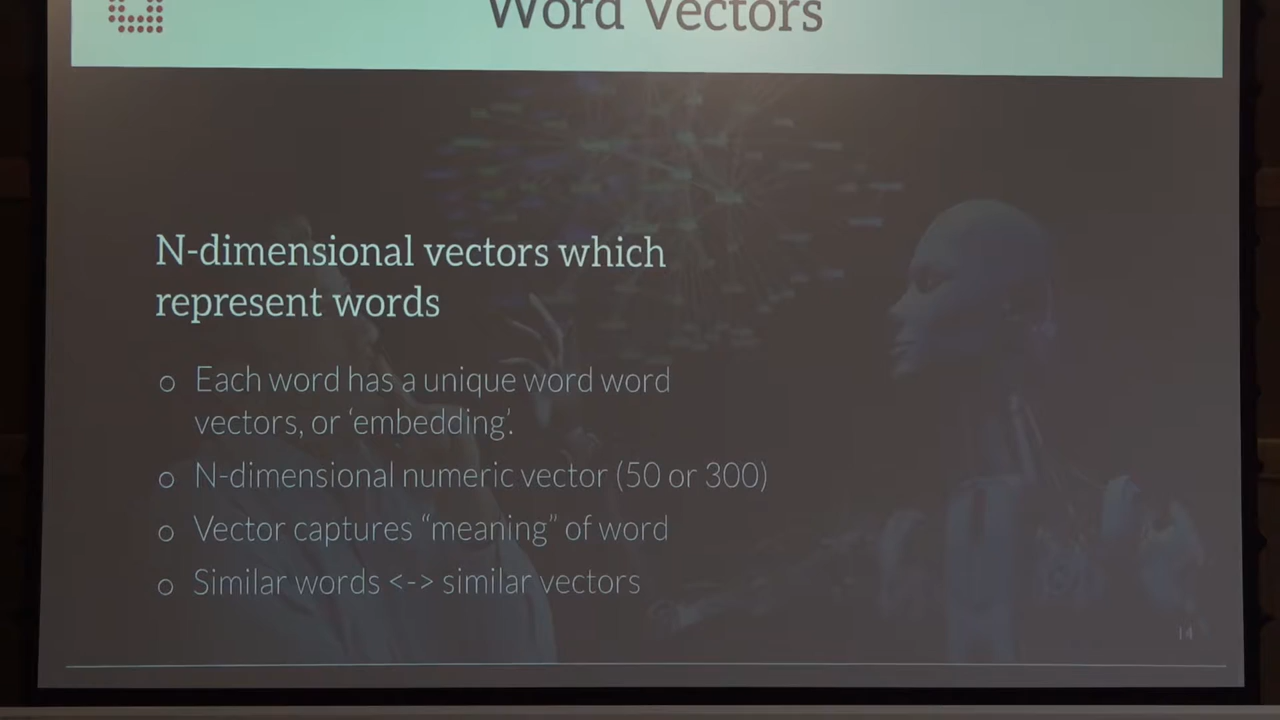 Word Vectors
N-dimensional vectors which
represent words
Each word has a unique word word
vectors, or ‘embedding’.
N-dimensional numeric vector (50 or 300)
Vector captures “meaning” of word
Similar words <-> similar vectors
14